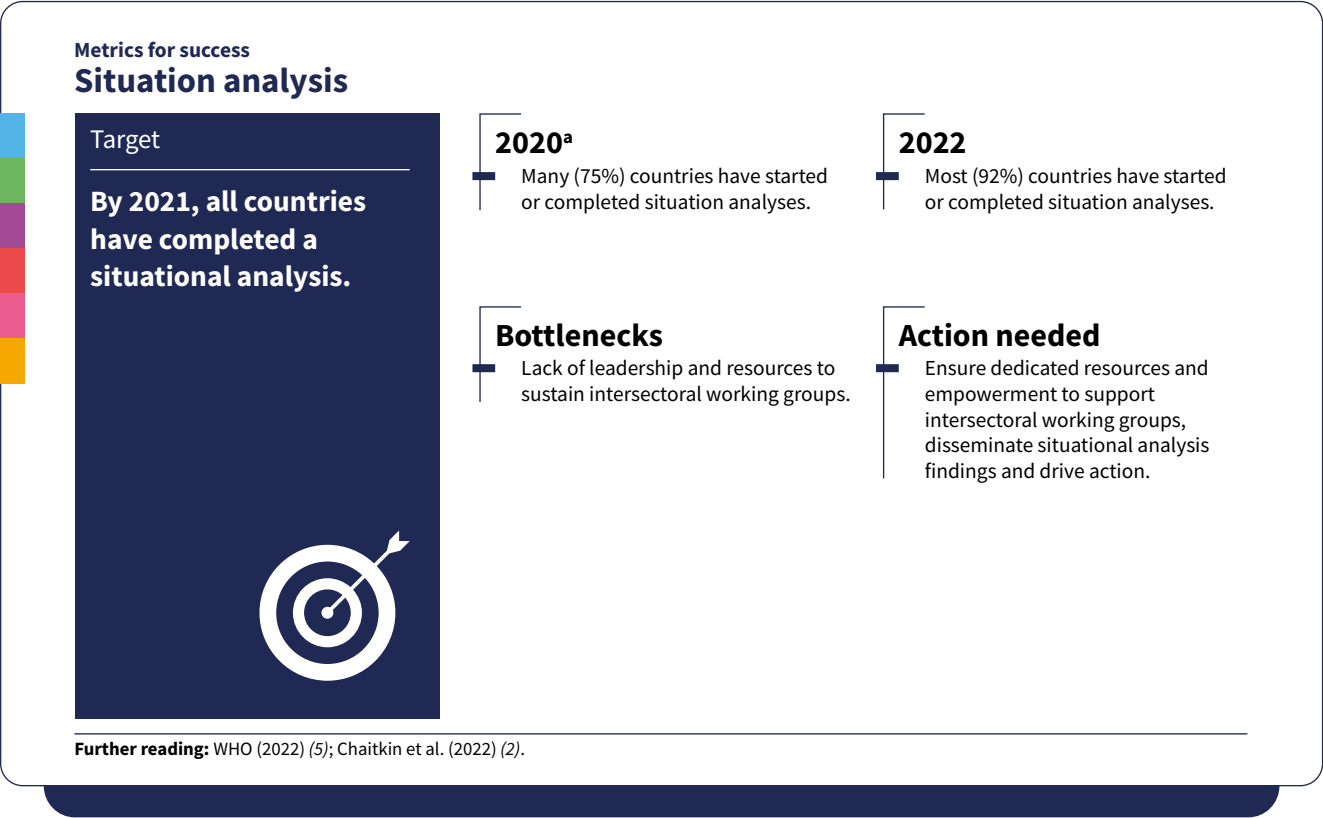 Metrics for success
Situation analysis
Target
By 2021, all countries
have completed a
situational analysis.
2020ᵃ
Many (75%) countries have started
or completed situation analyses.
2022
Most (92%) countries have started
or completed situation analyses.
Bottlenecks
Lack of leadership and resources to
sustain intersectoral working groups.
Action needed
Ensure dedicated resources and
empowerment to support
intersectoral working groups,
disseminate situational analysis
findings and drive action.
Further reading: WHO (2022) (5); Chaitkin et al. (2022) (2).